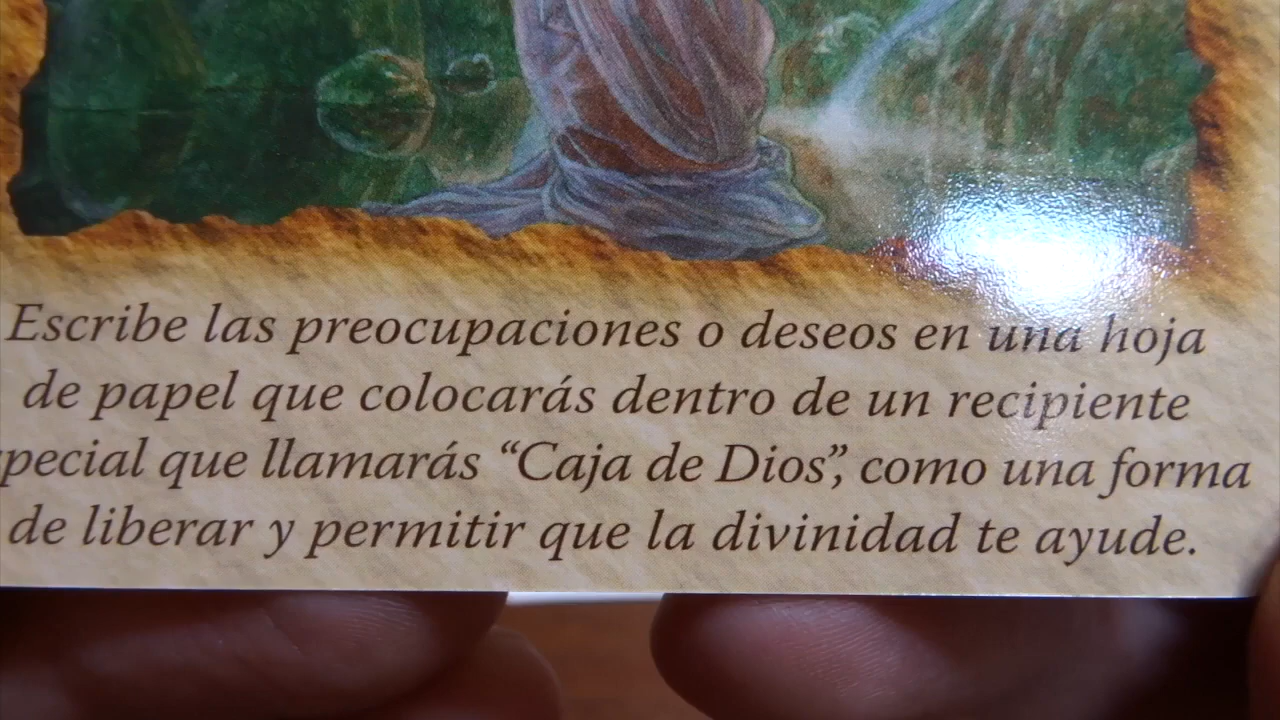 Escribe las preocupaciones o deseos en una hoja
de papel que colocarás dentro de un recipiente
special que llamarás “Caja de Dios”, como una forma
de liberar y permitir que la divinidad te ayude.